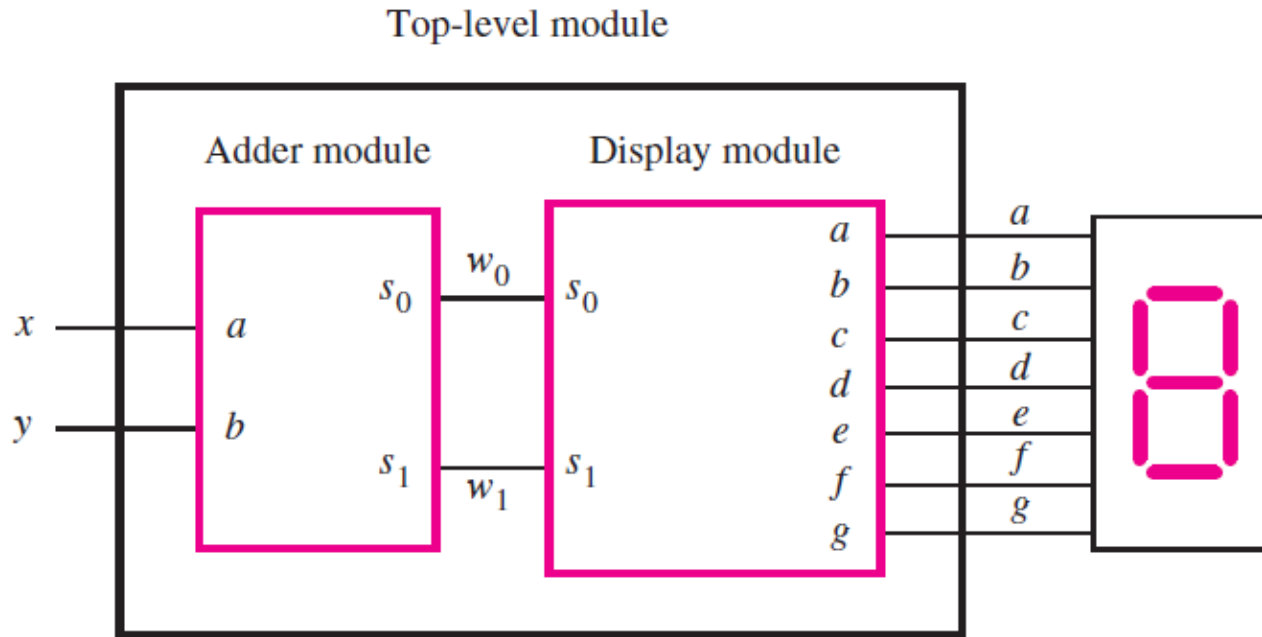 Top-level module
Adder module
Display module
x
y
a
b
s0
s1
w0
w1
s0
s1
a
b
c
d
e
f
g
a
b
c
d
e
f
g